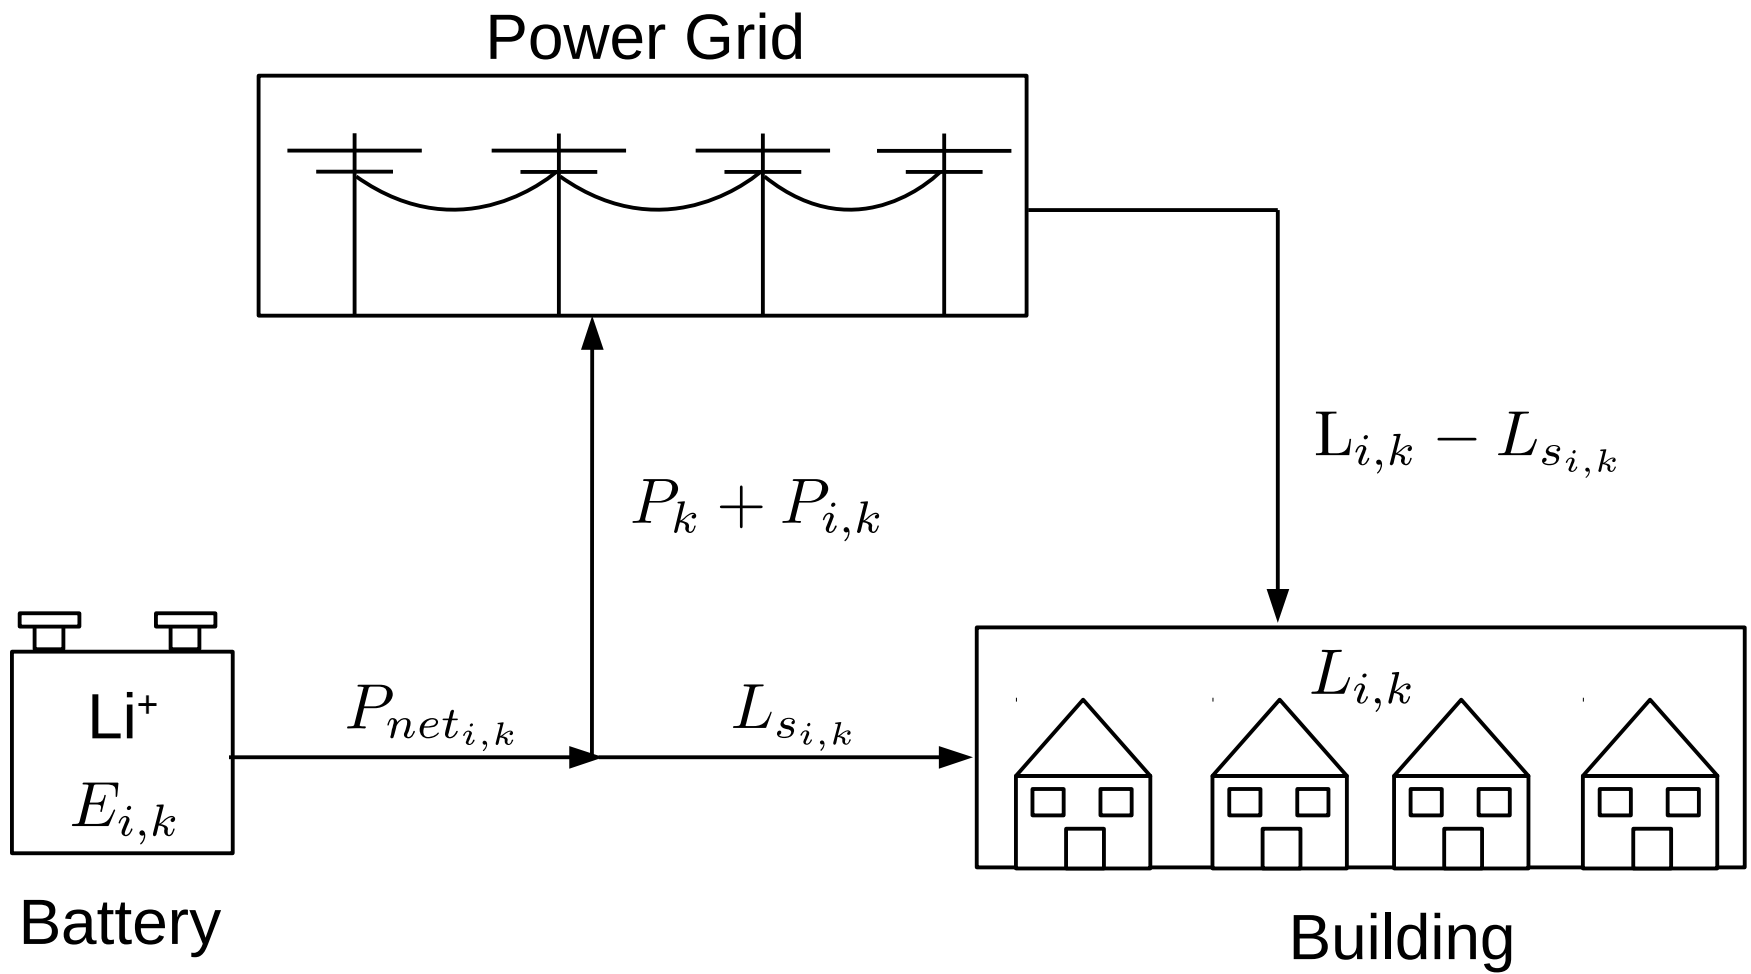 Power Grid
L_{i,k} − L_{s_{i,k}}
P_k + P_{i,k}
Li⁺
E_{i,k}
P_{net_{i,k}}
L_{s_{i,k}}
L_{i,k}
Battery
Building